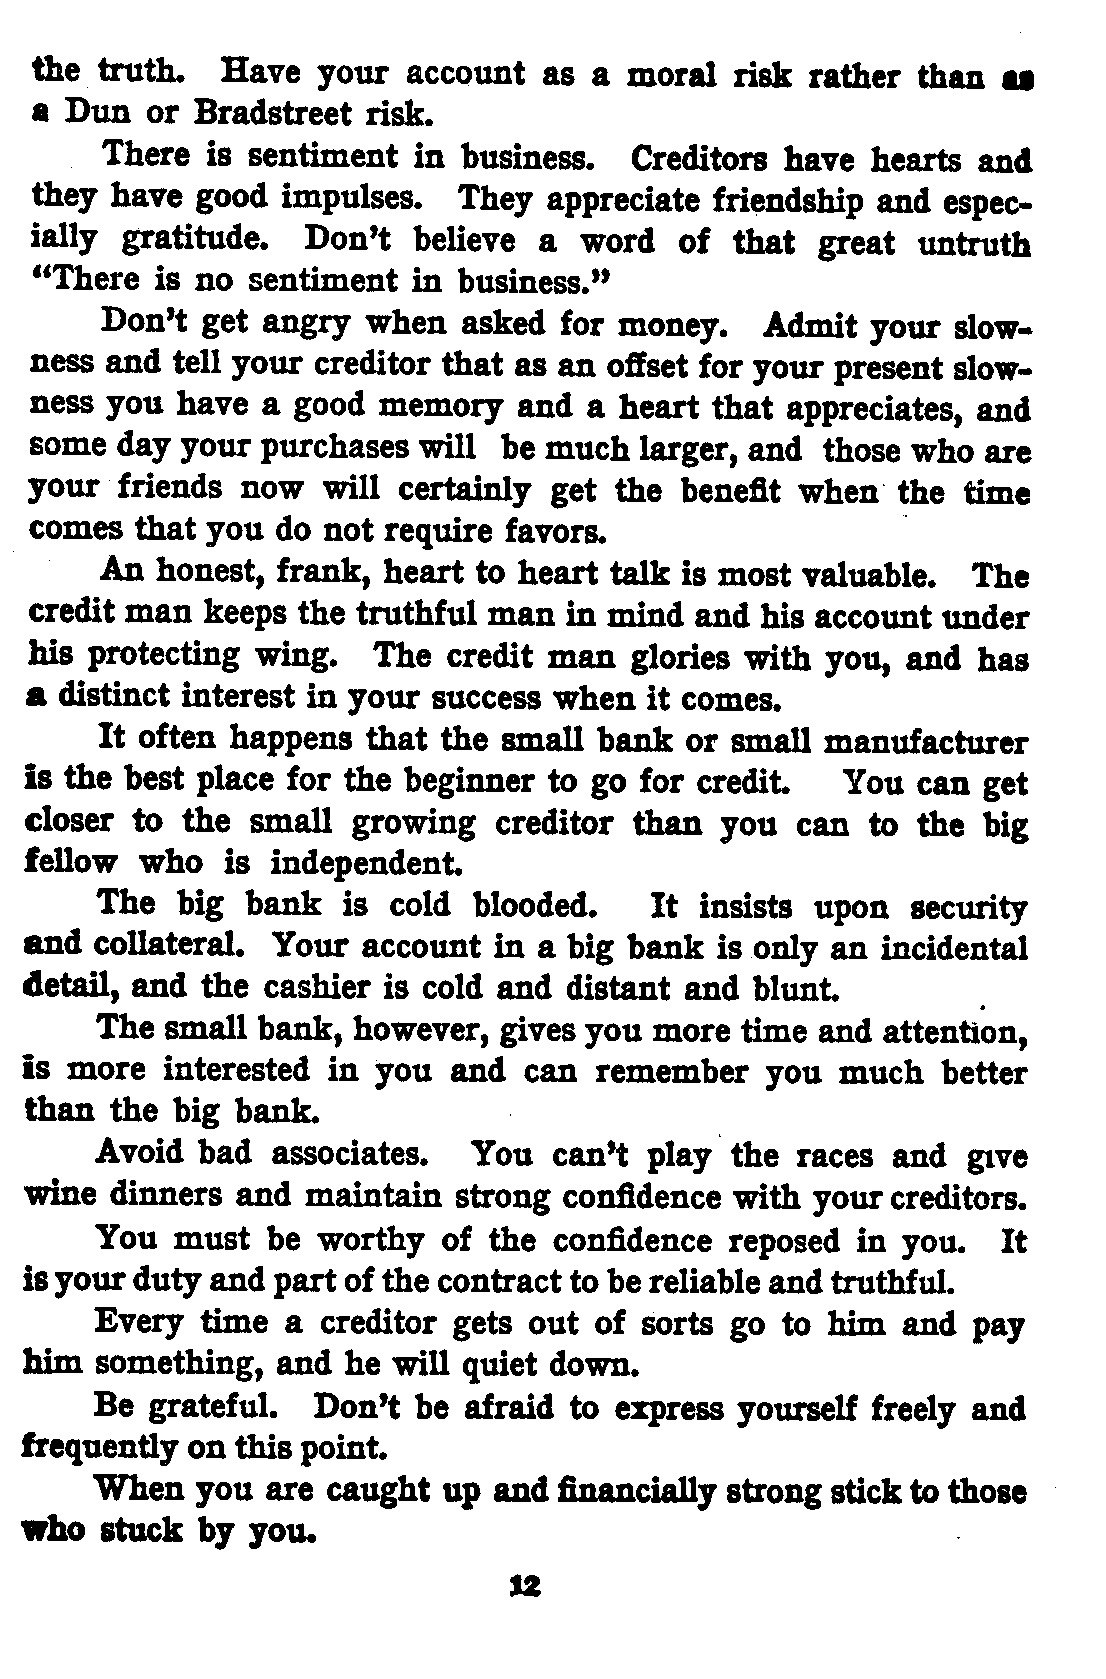 the truth. Have your account as a moral risk rather than as
a Dun or Bradstreet risk.
There is sentiment in business. Creditors have hearts and
they have good impulses. They appreciate friendship and espec-
ially gratitude. Don't believe a word of that great untruth
“There is no sentiment in business.”
Don't get angry when asked for money. Admit your slow-
ness and tell your creditor that as an offset for your present slow-
ness you have a good memory and a heart that appreciates, and
some day your purchases will be much larger, and those who are
your friends now will certainly get the benefit when the time
comes that you do not require favors.
An honest, frank, heart to heart talk is most valuable. The
credit man keeps the truthful man in mind and his account under
his protecting wing. The credit man glories with you, and has
a distinct interest in your success when it comes.
It often happens that the small bank or small manufacturer
is the best place for the beginner to go for credit. You can get
closer to the small growing creditor than you can to the big
fellow who is independent.
The big bank is cold blooded. It insists upon security
and collateral. Your account in a big bank is only an incidental
detail, and the cashier is cold and distant and blunt.
The small bank, however, gives you more time and attention,
is more interested in you and can remember you much better
than the big bank.
Avoid bad associates. You can't play the races and give
wine dinners and maintain strong confidence with your creditors.
You must be worthy of the confidence reposed in you. It
is your duty and part of the contract to be reliable and truthful.
Every time a creditor gets out of sorts go to him and pay
him something, and he will quiet down.
Be grateful. Don't be afraid to express yourself freely and
frequently on this point.
When you are caught up and financially strong stick to those
who stuck by you.
12